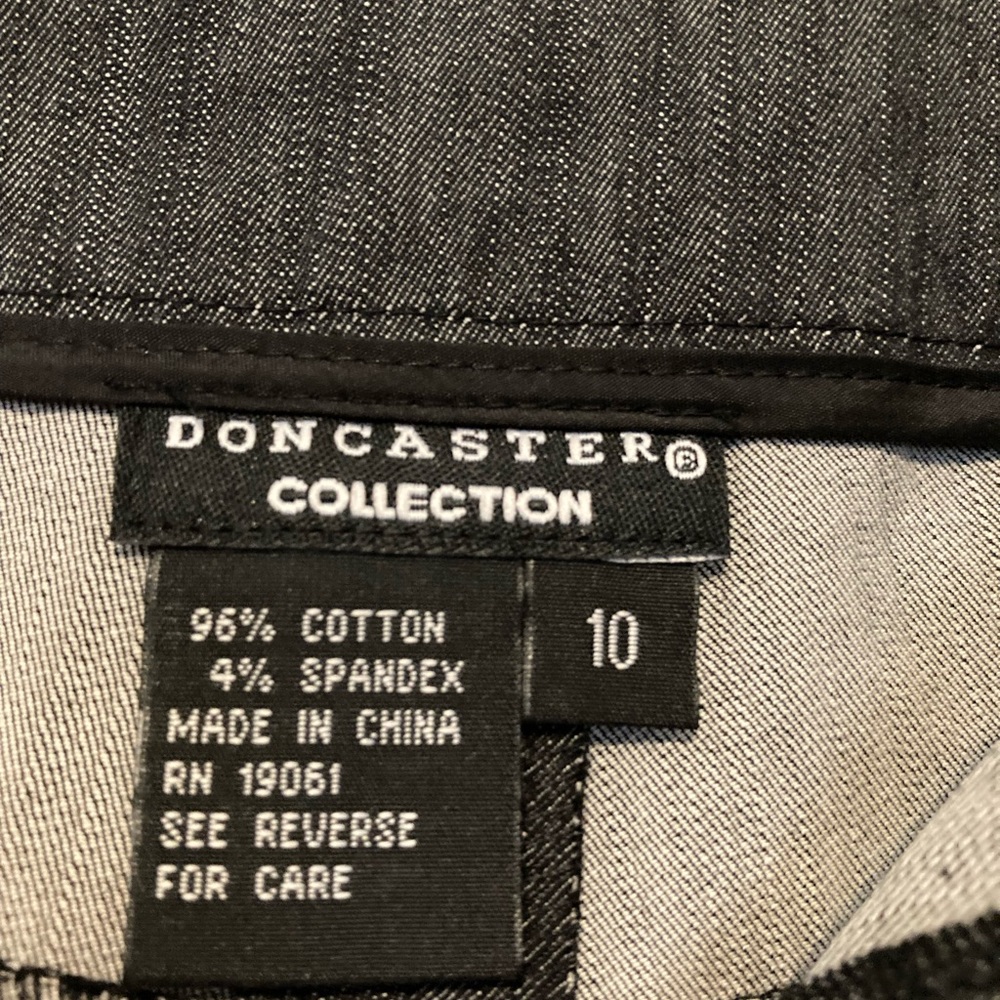 DONCASTER®
COLLECTION
96% COTTON
4% SPANDEX
MADE IN CHINA
RN 19061
SEE REVERSE
FOR CARE
10